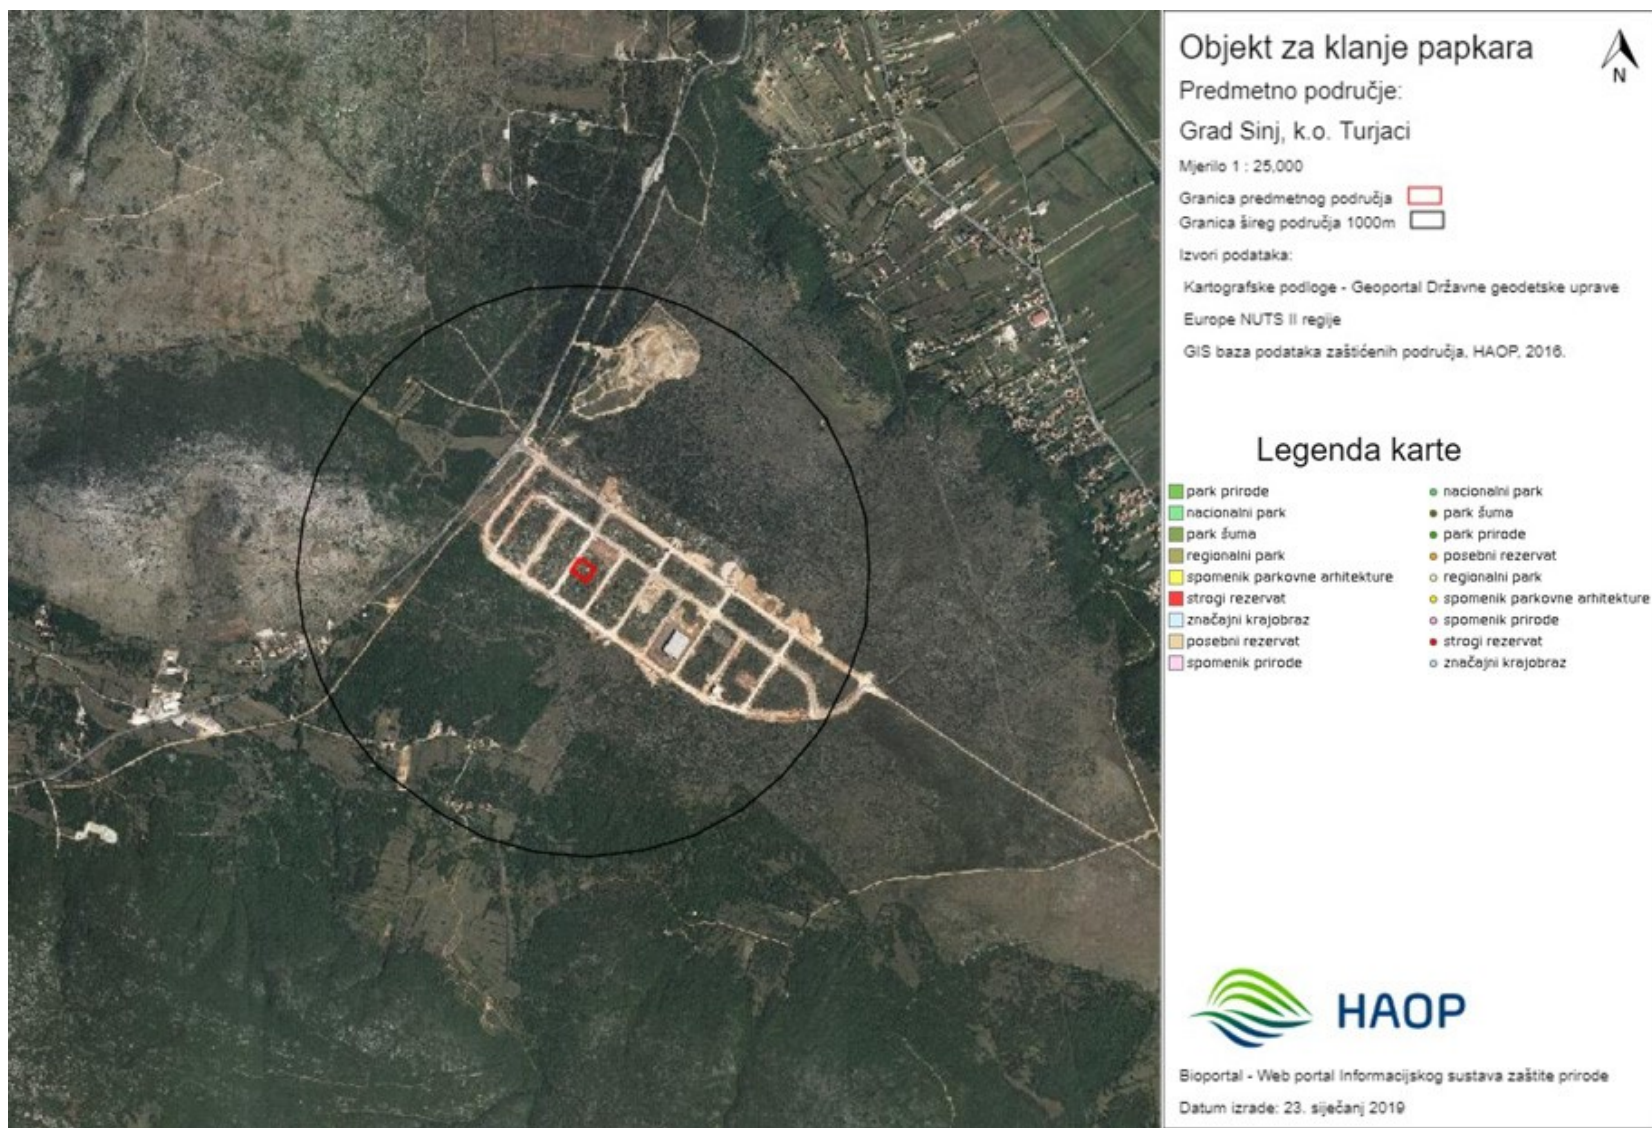 Objekt za klanje papkara
N
Predmetno područje:
Grad Sinj, k.o. Turjaci
Mjerilo 1 : 25,000
Granica predmetnog područja
Granica šireg područja 1000m
Izvori podataka:
Kartografske podloge - Geoportal Državne geodetske uprave
Europe NUTS II regije
GIS baza podataka zaštićenih područja, HAOP, 2016.
Legenda karte
park prirode
nacionalni park
park šuma
regionalni park
spomenik parkovne arhitekture
strogi rezervat
značajni krajobraz
posebni rezervat
spomenik prirode
nacionalni park
park šuma
park prirode
posebni rezervat
regionalni park
spomenik parkovne arhitekture
spomenik prirode
strogi rezervat
značajni krajobraz
HAOP
Bioportal - Web portal Informacijskog sustava zaštite prirode
Datum izrade: 23. siječanj 2019